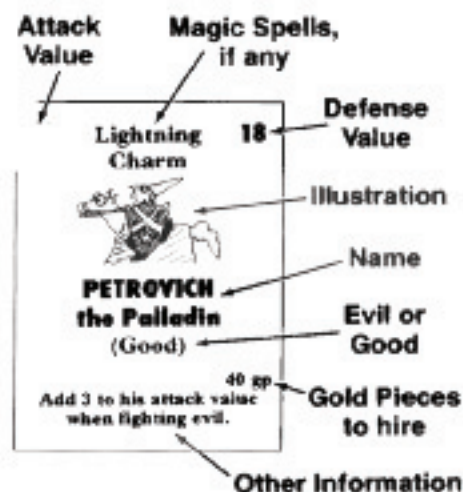 Attack
Value
Magic Spells,
if any
Lightning
Charm
18
Defense
Value
Illustration
PETROVICH
the Palladin
(Good)
Name
Evil or
Good
40 gp
Add 3 to his attack value
when fighting evil.
Gold Pieces
to hire
Other Information